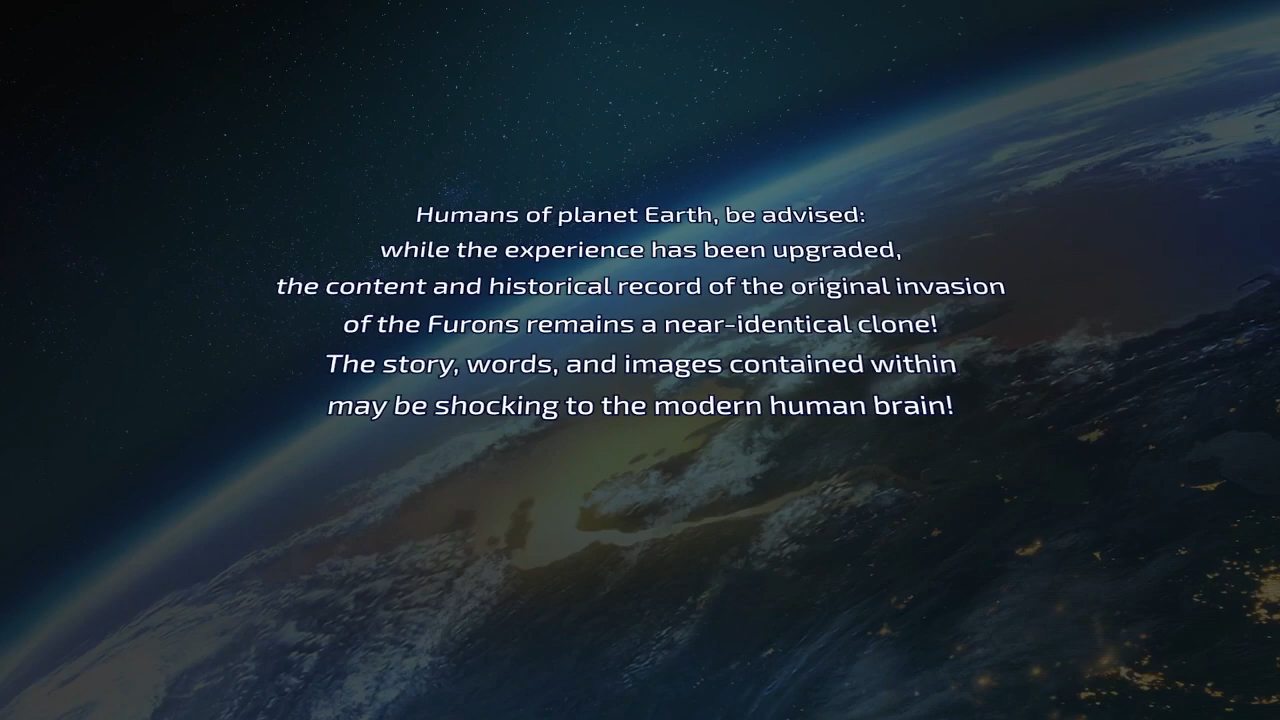 Humans of planet Earth, be advised:
while the experience has been upgraded,
the content and historical record of the original invasion
of the Furons remains a near-identical clone!
The story, words, and images contained within
may be shocking to the modern human brain!